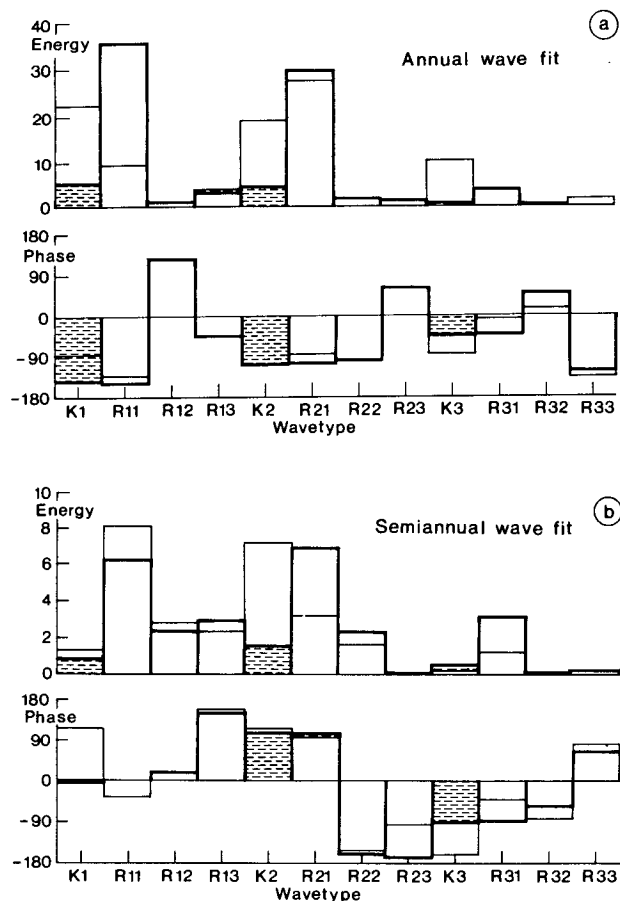 a
Annual wave fit
40
Energy
30
20
10
0
180
Phase
90
0
-90
-180
K1 R11 R12 R13 K2 R21 R22 R23 K3 R31 R32 R33
Wavetype
b
Semiannual wave fit
10
Energy
8
6
4
2
0
180
Phase
90
0
-90
-180
K1 R11 R12 R13 K2 R21 R22 R23 K3 R31 R32 R33
Wavetype